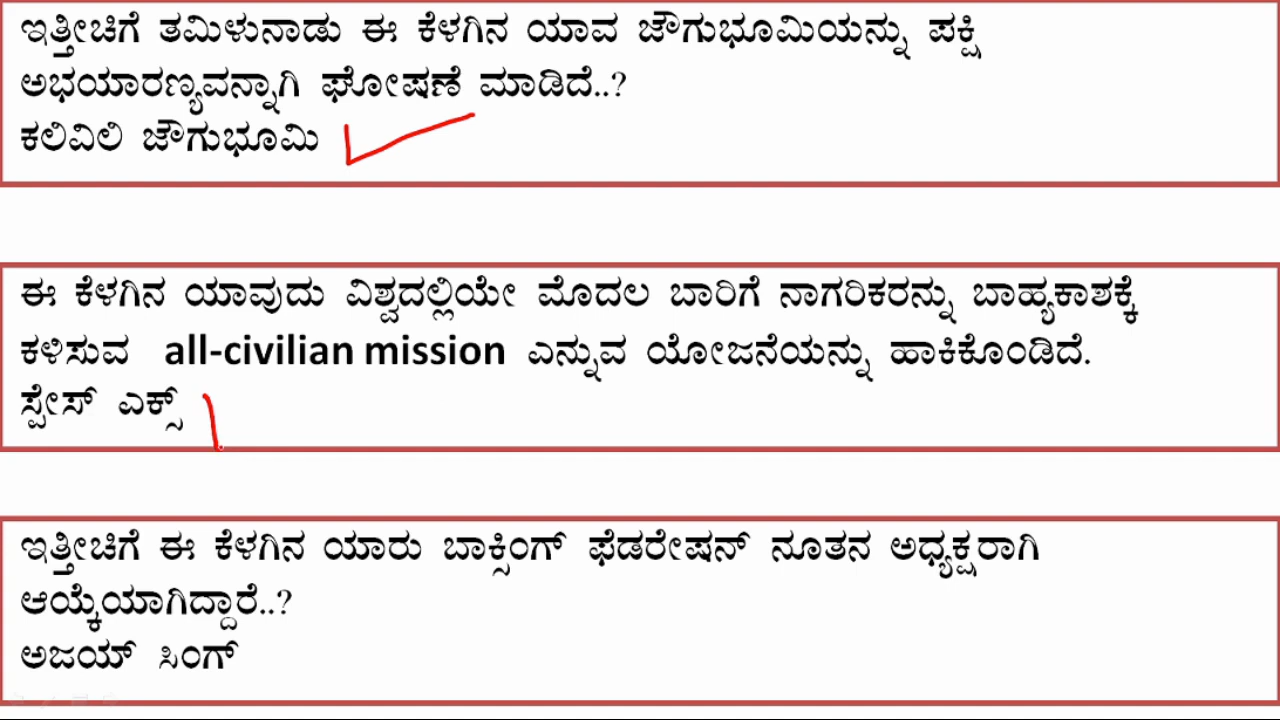 ಇತ್ತೀಚಿಗೆ ತಮಿಳುನಾಡು ಈ ಕೆಳಗಿನ ಯಾವ ಜೌಗುಭೂಮಿಯನ್ನು ಪಕ್ಷಿ
ಅಭಯಾರಣ್ಯವನ್ನಾಗಿ ಘೋಷಣೆ ಮಾಡಿದೆ..?
ಕಲಿವಿಲಿ ಜೌಗುಭೂಮಿ
ಈ ಕೆಳಗಿನ ಯಾವುದು ವಿಶ್ವದಲ್ಲಿಯೇ ಮೊದಲ ಬಾರಿಗೆ ನಾಗರಿಕರನ್ನು ಬಾಹ್ಯಕಾಶಕ್ಕೆ
ಕಳಿಸುವ all-civilian mission ಎನ್ನುವ ಯೋಜನೆಯನ್ನು ಹಾಕಿಕೊಂಡಿದೆ.
ಸ್ಪೇಸ್ ಎಕ್ಸ್
ಇತ್ತೀಚಿಗೆ ಈ ಕೆಳಗಿನ ಯಾರು ಬಾಕ್ಸಿಂಗ್ ಫೆಡರೇಷನ್ ನೂತನ ಅಧ್ಯಕ್ಷರಾಗಿ
ಆಯ್ಕೆಯಾಗಿದ್ದಾರೆ..?
ಅಜಯ್ ಸಿಂಗ್